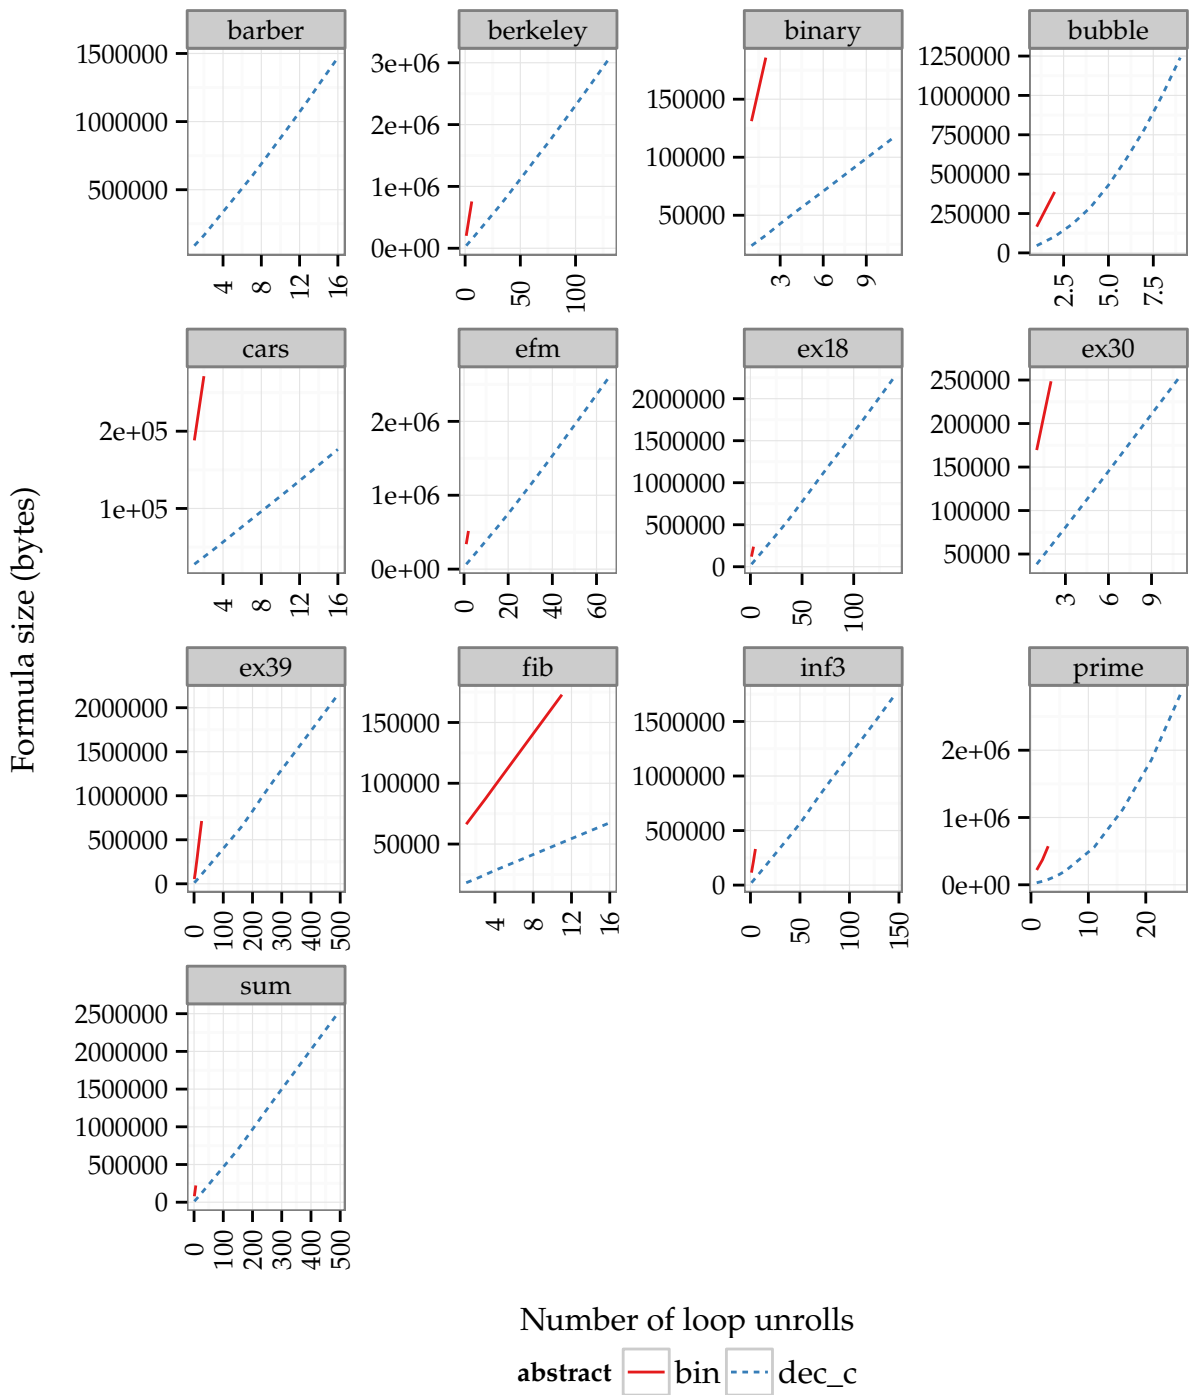 barber berkeley binary bubble
1500000
1000000
500000
4 8 12 16
3e+06
2e+06
1e+06
0e+00
0 50 100
150000
100000
50000
3 6 9
1250000
1000000
750000
500000
250000
0
2.5 5.0 7.5
cars efm ex18 ex30
2e+05
1e+05
4 8 12 16
2e+06
1e+06
0e+00
0 20 40 60
2000000
1500000
1000000
500000
0
0 50 100
250000
200000
150000
100000
50000
3 6 9
Formula size (bytes)
ex39 fib inf3 prime
2000000
1500000
1000000
500000
0
0 100 200 300 400 500
150000
100000
50000
4 8 12 16
1500000
1000000
500000
0
0 50 100 150
2e+06
1e+06
0e+00
0 10 20
sum
2500000
2000000
1500000
1000000
500000
0
0 100 200 300 400 500
Number of loop unrolls
abstract bin dec_c